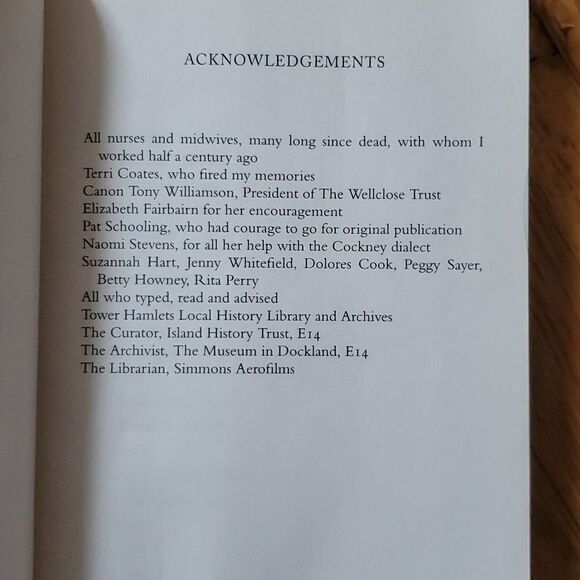 ACKNOWLEDGEMENTS
All nurses and midwives, many long since dead, with whom I
worked half a century ago
Terri Coates, who fired my memories
Canon Tony Williamson, President of The Wellclose Trust
Elizabeth Fairbairn for her encouragement
Pat Schooling, who had courage to go for original publication
Naomi Stevens, for all her help with the Cockney dialect
Suzannah Hart, Jenny Whitefield, Dolores Cook, Peggy Sayer,
Betty Howney, Rita Perry
All who typed, read and advised
Tower Hamlets Local History Library and Archives
The Curator, Island History Trust, E14
The Archivist, The Museum in Dockland, E14
The Librarian, Simmons Aerofilms